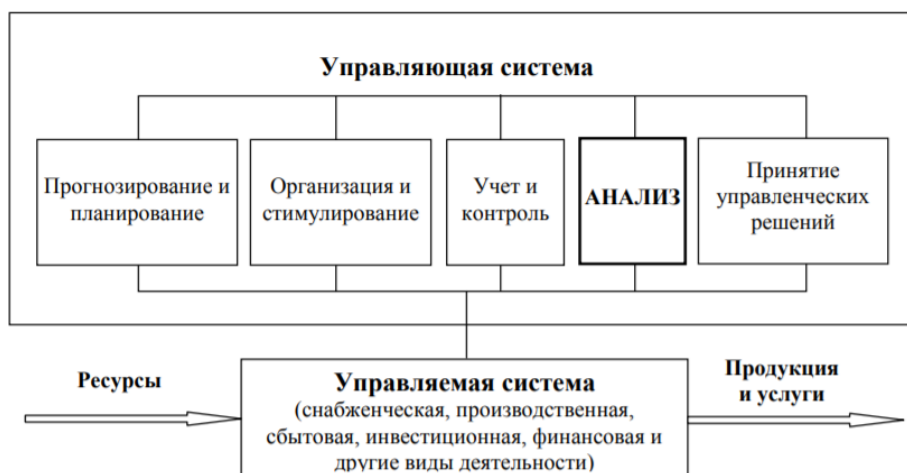 Управляющая система
Прогнозирование и
планирование
Организация и
стимулирование
Учет и
контроль
АНАЛИЗ
Принятие
управленческих
решений
Ресурсы
Управляемая система
(снабженческая, производственная,
сбытовая, инвестиционная, финансовая и
другие виды деятельности)
Продукция
и услуги